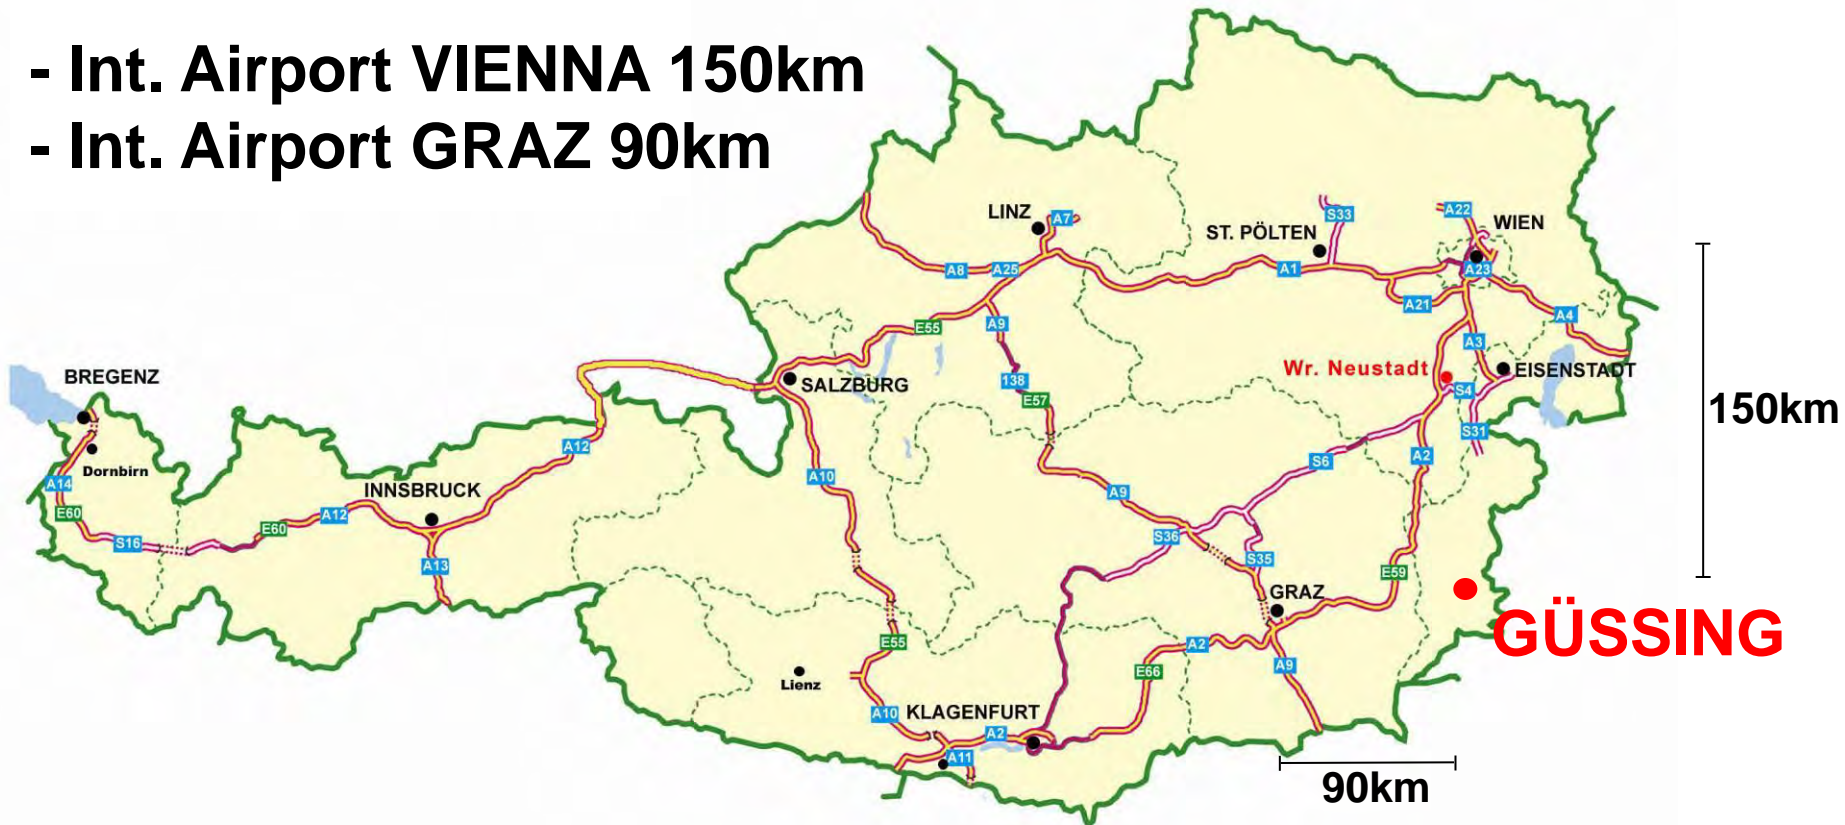 - Int. Airport VIENNA 150km
- Int. Airport GRAZ 90km
LINZ
A7
S33
A22
WIEN
ST. PÖLTEN
A8
A25
A1
A23
A21
A4
E55
A9
A3
Wr. Neustadt
EISENSTADT
BREGENZ
SALZBURG
138
S4
E57
150km
S31
A12
A2
S6
Dornbirn
A10
A14
INNSBRUCK
A9
E60
A12
E60
S16
S36
S35
A13
E59
GRAZ
GÜSSING
E55
A2
A9
E66
Lienz
A10
KLAGENFURT
A2
A11
90km